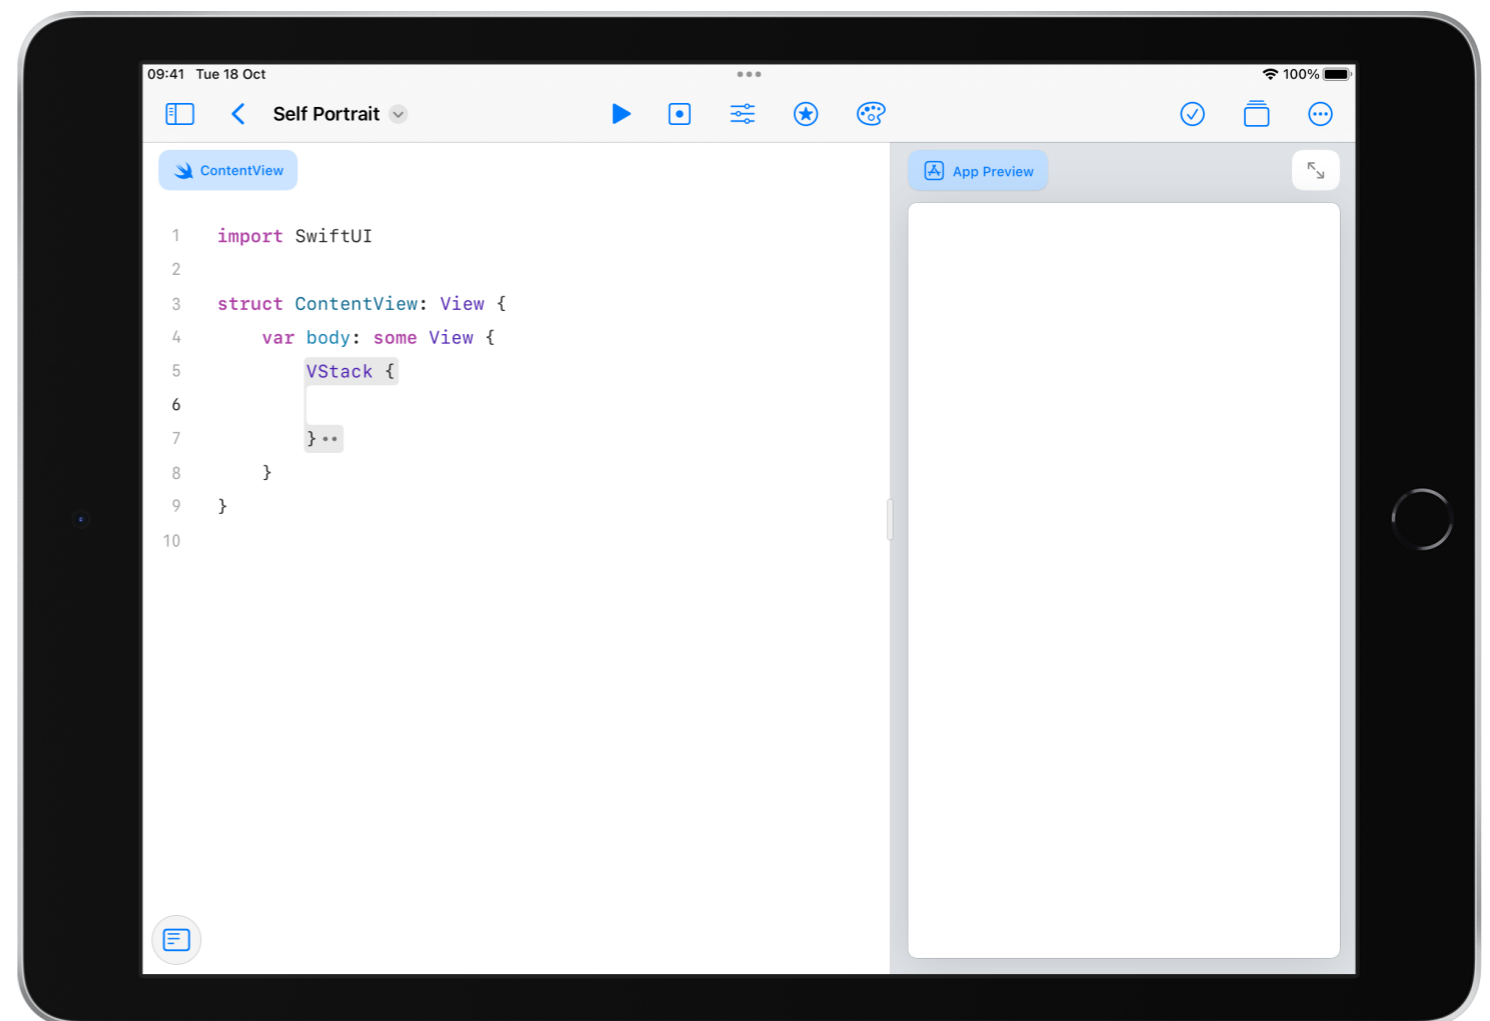 09:41 Tue 18 Oct
100%
Self Portrait
ContentView
App Preview
1 import SwiftUI
2
3 struct ContentView: View {
4 var body: some View {
5 VStack {
6
7 }
8 }
9 }
10